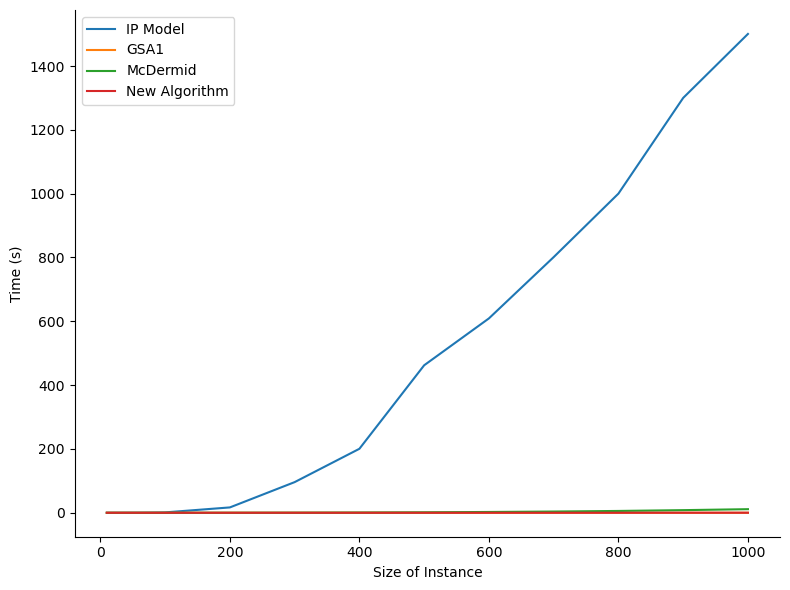 IP Model
GSA1
McDermid
New Algorithm
1400
1200
1000
800
600
400
200
0
Time (s)
0 200 400 600 800 1000
Size of Instance